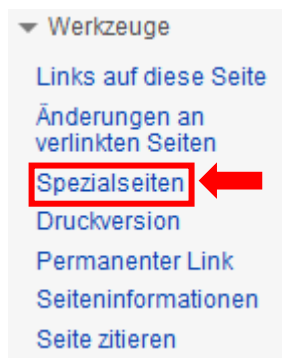 Werkzeuge
Links auf diese Seite
Änderungen an
verlinkten Seiten
Spezialseiten
Druckversion
Permanenter Link
Seiteninformationen
Seite zitieren